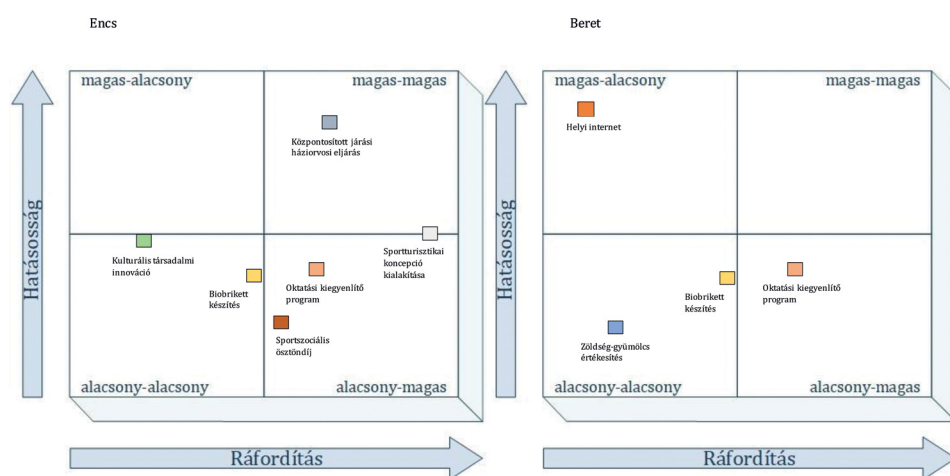 Encs
magas-alacsony
magas-magas
Központosított járási
háziorvosi eljárás
Kulturális társadalmi
innováció
Sportturisztikai
koncepció
kialakítása
Biobrikett
készítés
Oktatási kiegyenlítő
program
Sportszociális
ösztöndíj
alacsony-alacsony
alacsony-magas
Hatásosság
Ráfordítás
Beret
magas-alacsony
magas-magas
Helyi internet
Biobrikett
készítés
Oktatási kiegyenlítő
program
Zöldség-gyümölcs
értékesítés
alacsony-alacsony
alacsony-magas
Hatásosság
Ráfordítás